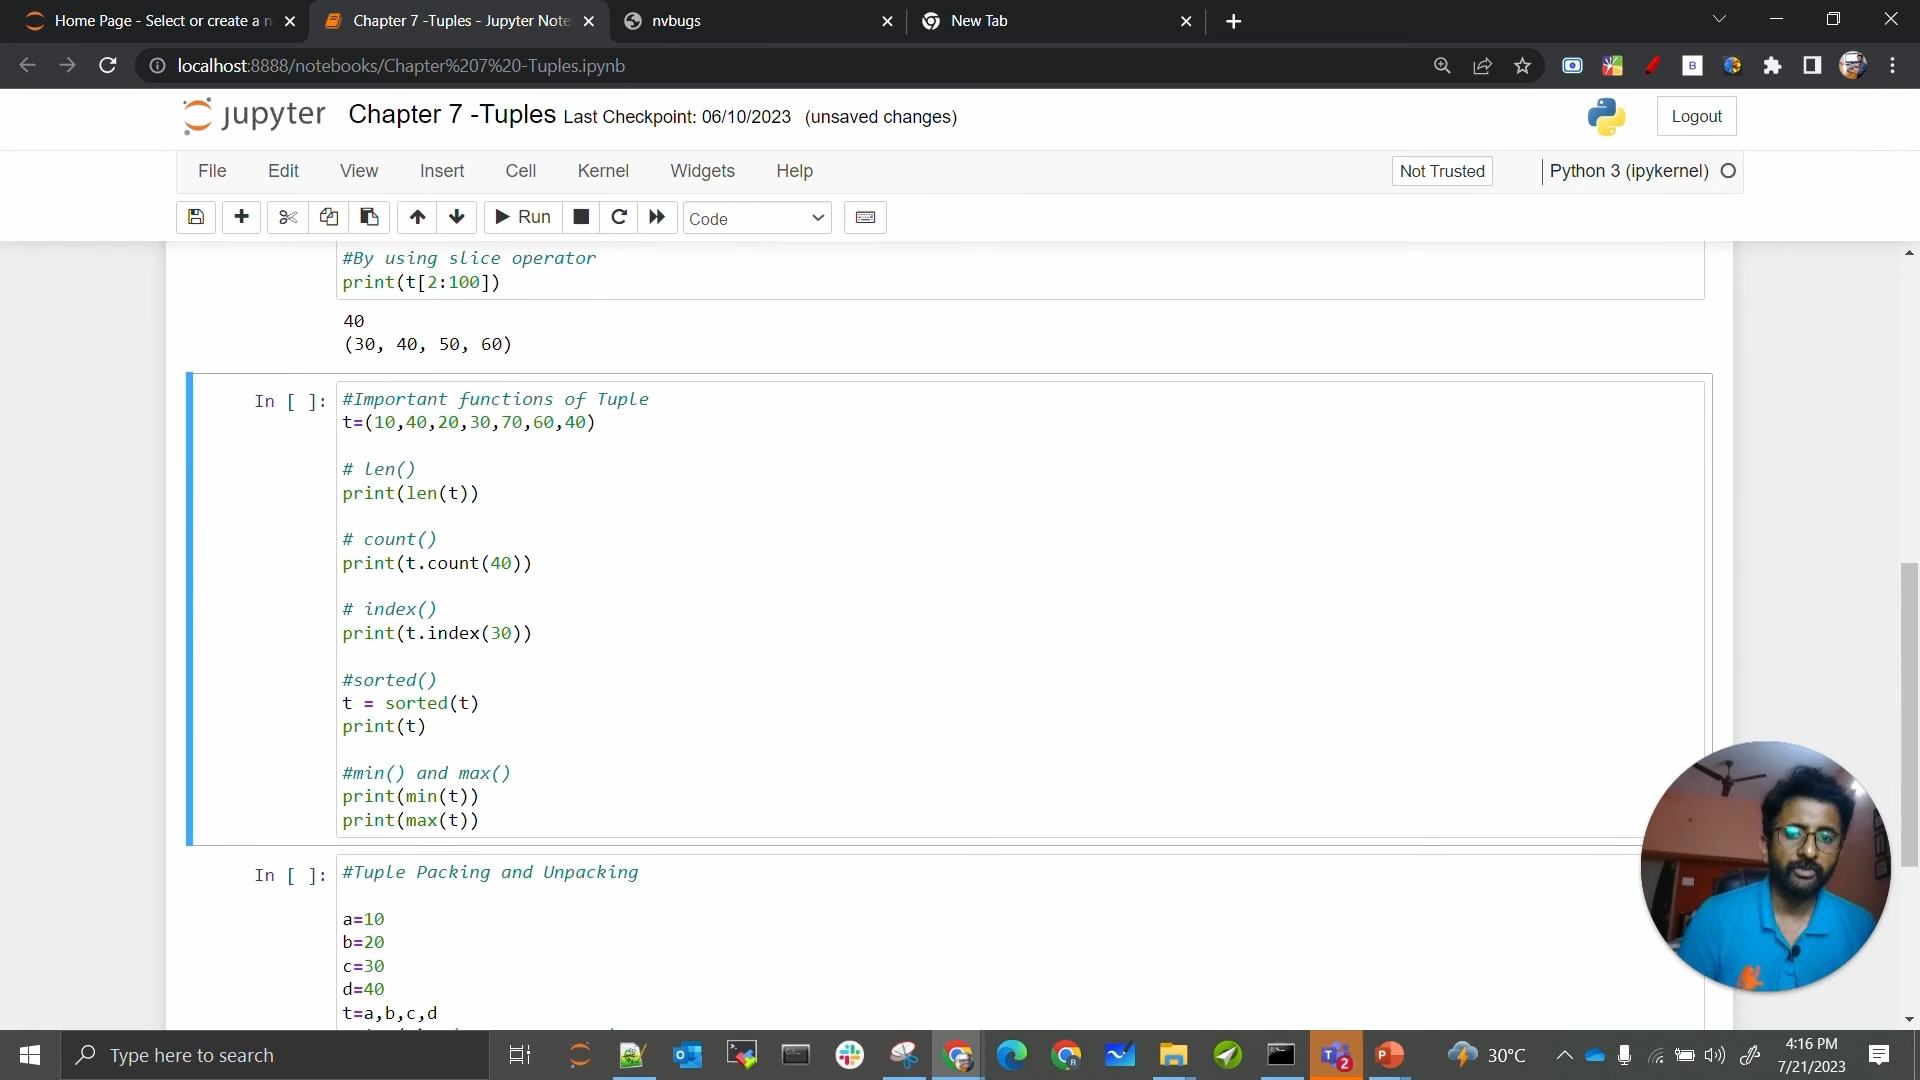 Home Page - Select or create a n
Chapter 7 -Tuples - Jupyter Note
nvbugs
New Tab
localhost:8888/notebooks/Chapter%207%20-Tuples.ipynb
jupyter
Chapter 7 -Tuples Last Checkpoint: 06/10/2023 (unsaved changes)
Logout
File Edit View Insert Cell Kernel Widgets Help
Not Trusted
Python 3 (ipykernel)
Run
Code
#By using slice operator
print(t[2:100])
40
(30, 40, 50, 60)
In [ ]: #Important functions of Tuple
t=(10,40,20,30,70,60,40)
# len()
print(len(t))
# count()
print(t.count(40))
# index()
print(t.index(30))
#sorted()
t = sorted(t)
print(t)
#min() and max()
print(min(t))
print(max(t))
In [ ]: #Tuple Packing and Unpacking
a=10
b=20
c=30
d=40
t=a,b,c,d
Type here to search
30°C
4:16 PM
7/21/2023